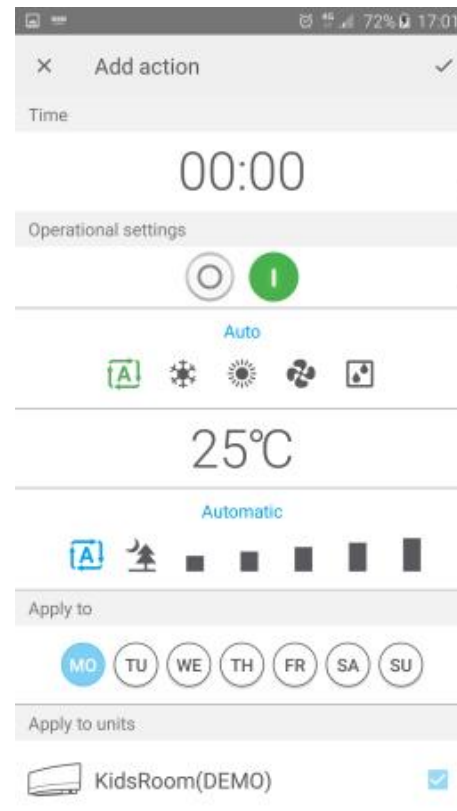 72% 17:01
Add action
Time
00:00
Operational settings
Auto
A
25°C
Automatic
A
Apply to
MO TU WE TH FR SA SU
Apply to units
KidsRoom(DEMO)